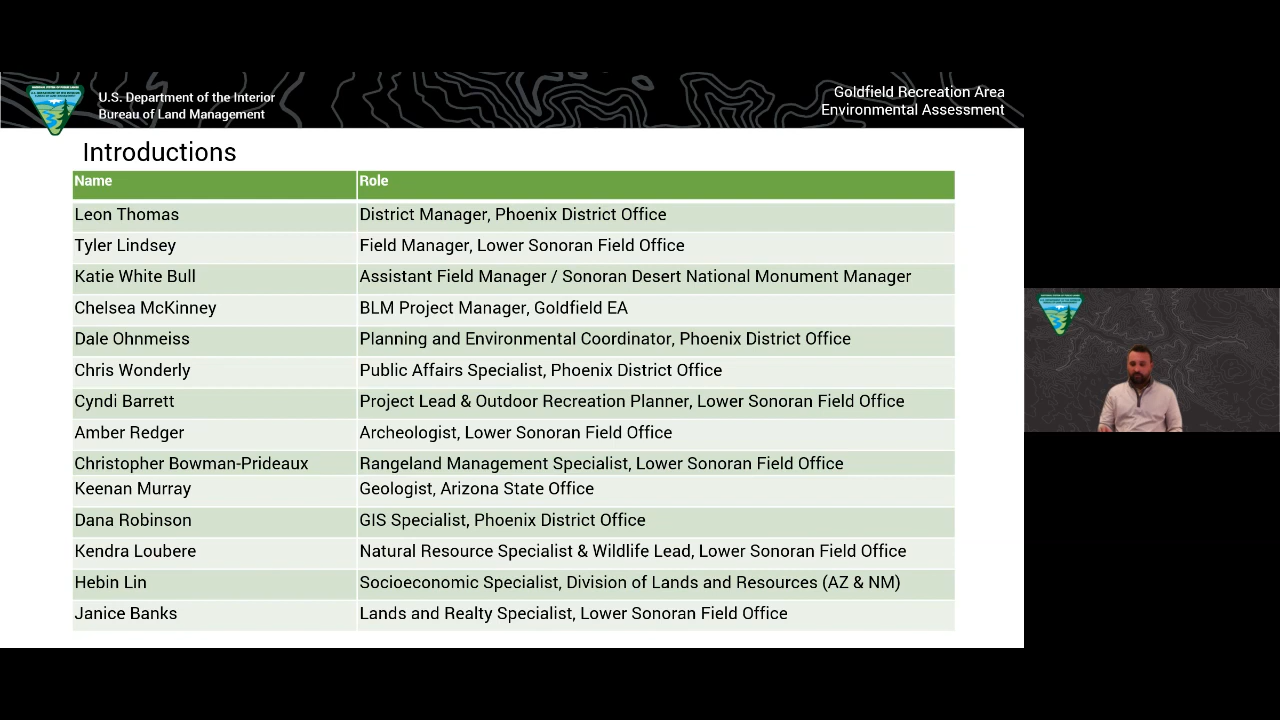 U.S. Department of the Interior
Bureau of Land Management
Goldfield Recreation Area
Environmental Assessment
Introductions
Name Role
Leon Thomas District Manager, Phoenix District Office
Tyler Lindsey Field Manager, Lower Sonoran Field Office
Katie White Bull Assistant Field Manager / Sonoran Desert National Monument Manager
Chelsea McKinney BLM Project Manager, Goldfield EA
Dale Ohnmeiss Planning and Environmental Coordinator, Phoenix District Office
Chris Wonderly Public Affairs Specialist, Phoenix District Office
Cyndi Barrett Project Lead & Outdoor Recreation Planner, Lower Sonoran Field Office
Amber Redger Archeologist, Lower Sonoran Field Office
Christopher Bowman-Prideaux Rangeland Management Specialist, Lower Sonoran Field Office
Keenan Murray Geologist, Arizona State Office
Dana Robinson GIS Specialist, Phoenix District Office
Kendra Loubere Natural Resource Specialist & Wildlife Lead, Lower Sonoran Field Office
Hebin Lin Socioeconomic Specialist, Division of Lands and Resources (AZ & NM)
Janice Banks Lands and Realty Specialist, Lower Sonoran Field Office